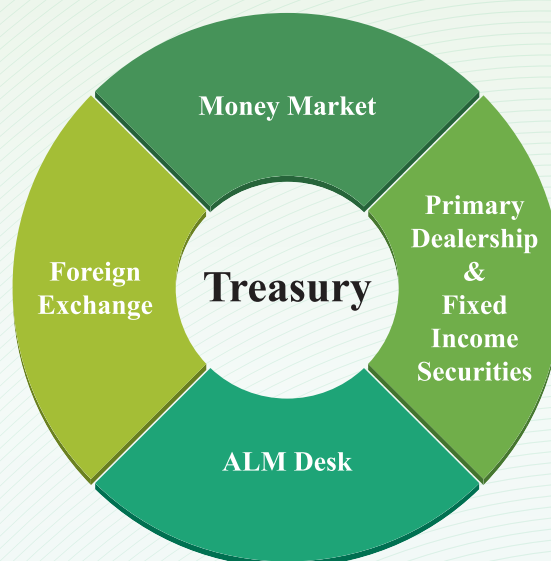 Money Market
Primary
Dealership
&
Fixed
Income
Securities
Treasury
Foreign
Exchange
ALM Desk